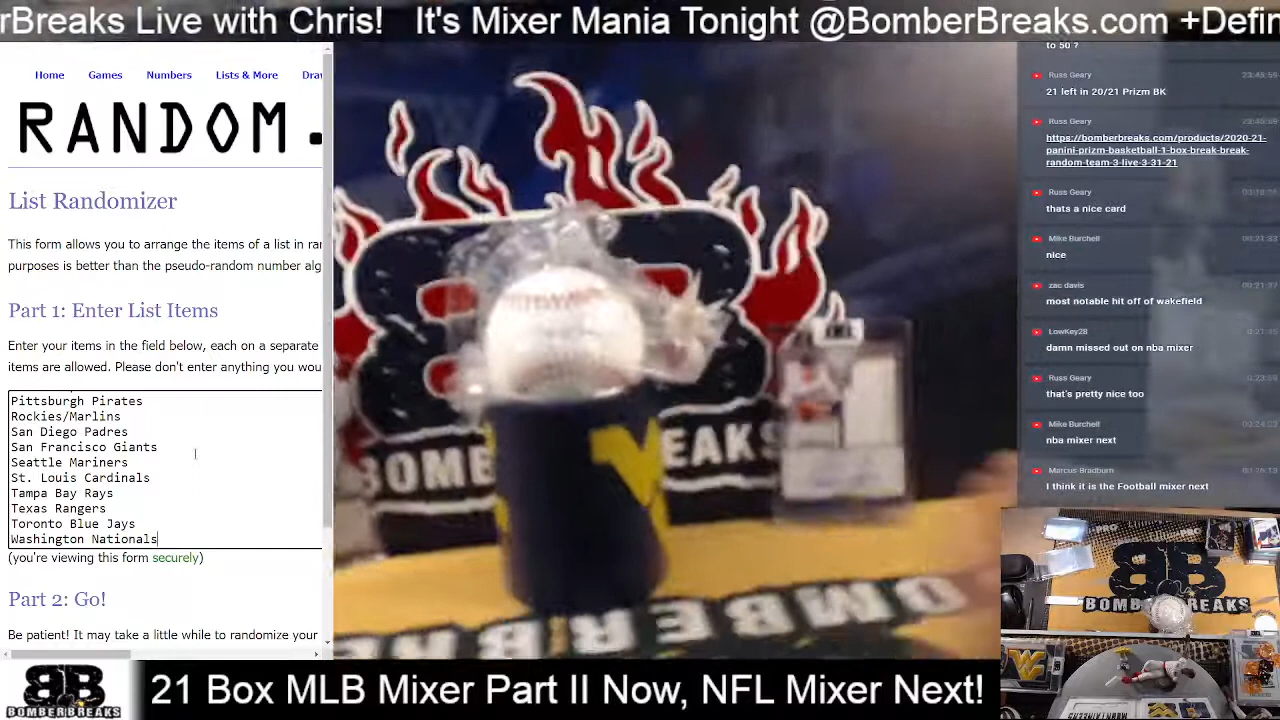 rBreaks Live with Chris!   It's Mixer Mania Tonight @BomberBreaks.com +Defin
Home Games Numbers Lists & More Dra
RANDOM.
List Randomizer
This form allows you to arrange the items of a list in ra
purposes is better than the pseudo-random number alg
Part 1: Enter List Items
Enter your items in the field below, each on a separate
items are allowed. Please don't enter anything you wou
Pittsburgh Pirates
Rockies/Marlins
San Diego Padres
San Francisco Giants
Seattle Mariners
St. Louis Cardinals
Tampa Bay Rays
Texas Rangers
Toronto Blue Jays
Washington Nationals
(you're viewing this form securely)
Part 2: Go!
Be patient! It may take a little while to randomize your
BOMBE
EAKS
to 50 ?
Russ Geary
21 left in 20/21 Prizm BK
Russ Geary
https://bomberbreaks.com/products/2020-21-
panini-prizm-basketball-1-box-break-break-
random-team-3-live-3-31-21
Russ Geary
thats a nice card
Mike Burchell
nice
zac davis
most notable hit off of wakefield
LowKey28
damn missed out on nba mixer
Russ Geary
that's pretty nice too
Mike Burchell
nba mixer next
Marcus Bradburn
I think it is the Football mixer next
BOMBERBREAKS
BOMBERBREAKS
21 Box MLB Mixer Part II Now, NFL Mixer Next!